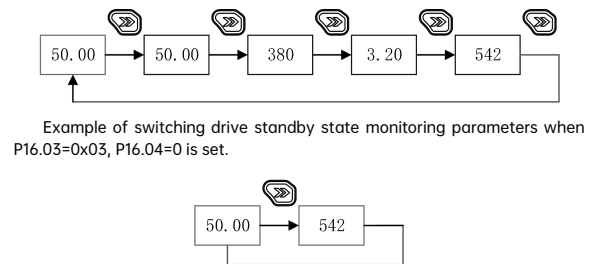 50.00 50.00 380 3.20 542
Example of switching drive standby state monitoring parameters when
P16.03=0x03, P16.04=0 is set.
50.00 542